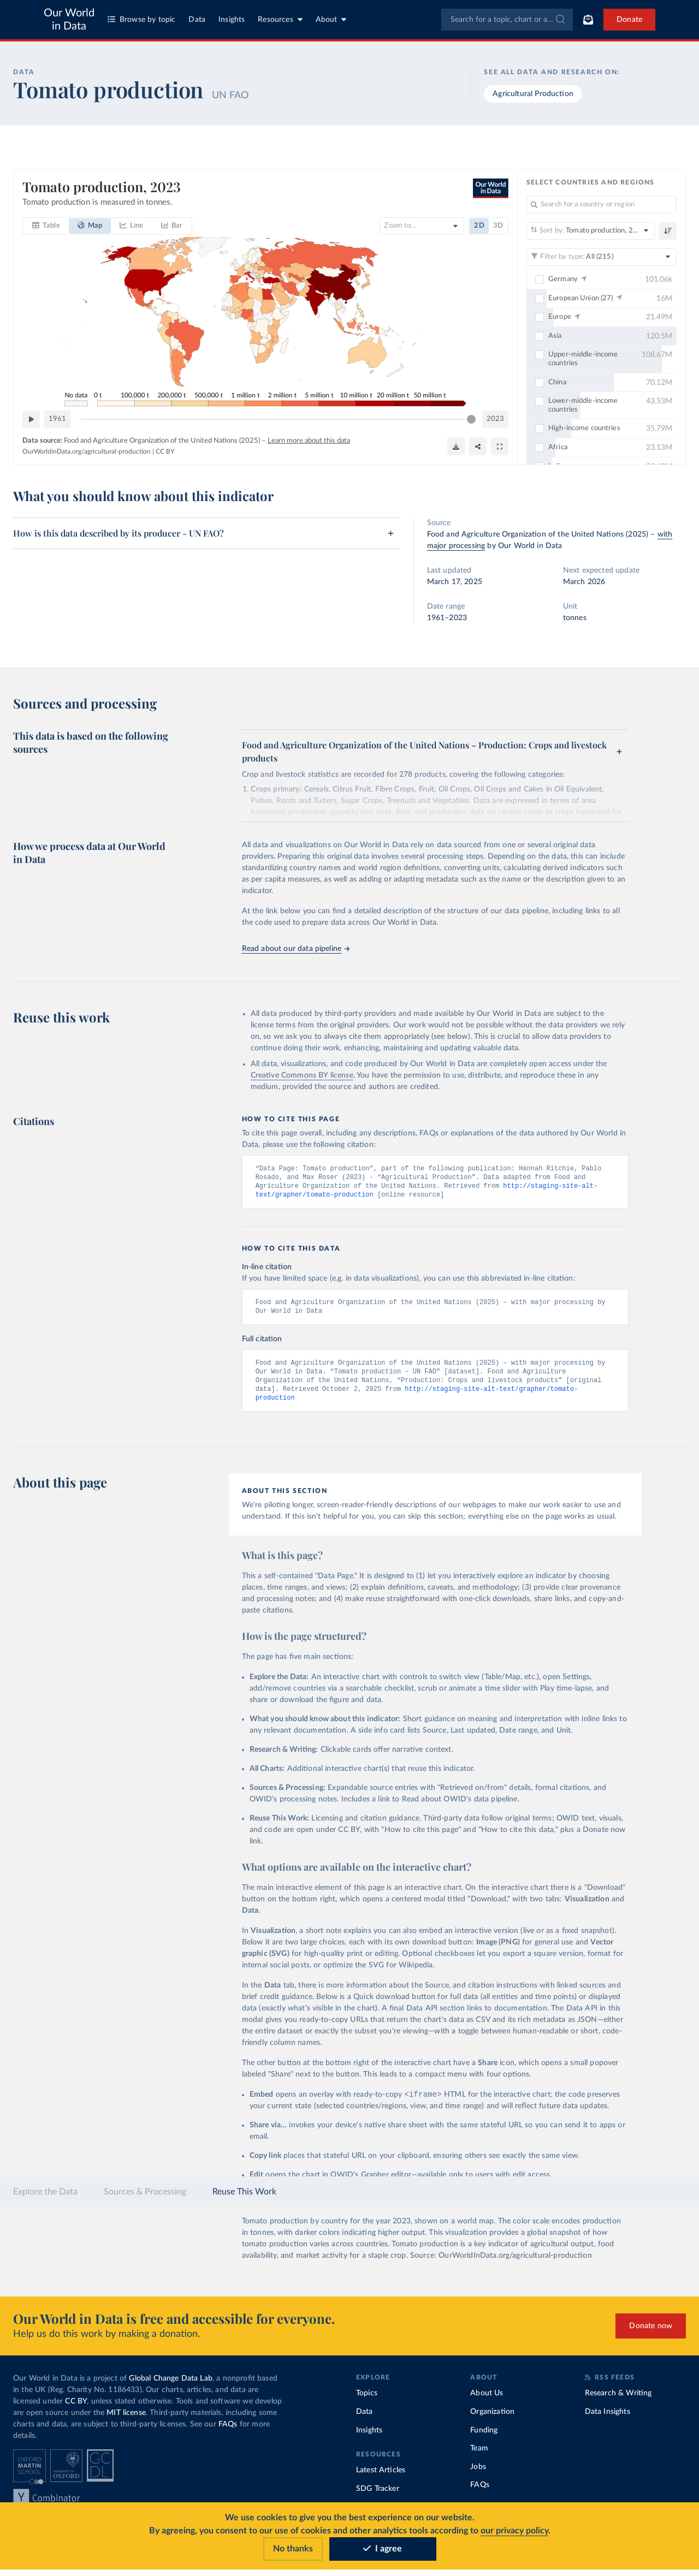 Our World
in Data
Browse by topic
Data
Insights
Resources
About
Search for a topic, chart or a...
Donate
DATA
Tomato production UN FAO
SEE ALL DATA AND RESEARCH ON:
Agricultural Production
Tomato production, 2023
Tomato production is measured in tonnes.
Our World
in Data
Table
Map
Line
Bar
Zoom to...
2D
3D
No data
0 t
100,000 t
200,000 t
500,000 t
1 million t
2 million t
5 million t
10 million t
20 million t
50 million t
1961
2023
Data source: Food and Agriculture Organization of the United Nations (2025) – Learn more about this data
OurWorldinData.org/agricultural-production | CC BY
SELECT COUNTRIES AND REGIONS
Search for a country or region
Sort by: Tomato production, 2...
Filter by type: All (215)
Germany 101.06k
European Union (27) 16M
Europe 21.49M
Asia 120.5M
Upper-middle-income
countries 108.67M
China 70.12M
Lower-middle-income
countries 43.53M
High-income countries 35.79M
Africa 23.13M
What you should know about this indicator
How is this data described by its producer - UN FAO?
Source
Food and Agriculture Organization of the United Nations (2025) – with
major processing by Our World in Data
Last updated
March 17, 2025
Next expected update
March 2026
Date range
1961–2023
Unit
tonnes
Sources and processing
This data is based on the following
sources
Food and Agriculture Organization of the United Nations – Production: Crops and livestock
products
Crop and livestock statistics are recorded for 278 products, covering the following categories:
1. Crops primary: Cereals, Citrus Fruit, Fibre Crops, Fruit, Oil Crops, Oil Crops and Cakes in Oil Equivalent,
Pulses, Roots and Tubers, Sugar Crops, Treenuts and Vegetables. Data are expressed in terms of area
harvested, production quantity and yield. Area and production data on cereals relate to crops harvested for
How we process data at Our World
in Data
All data and visualizations on Our World in Data rely on data sourced from one or several original data
providers. Preparing this original data involves several processing steps. Depending on the data, this can include
standardizing country names and world region definitions, converting units, calculating derived indicators such
as per capita measures, as well as adding or adapting metadata such as the name or the description given to an
indicator.
At the link below you can find a detailed description of the structure of our data pipeline, including links to all
the code used to prepare data across Our World in Data.
Read about our data pipeline
Reuse this work
All data produced by third-party providers and made available by Our World in Data are subject to the
license terms from the original providers. Our work would not be possible without the data providers we rely
on, so we ask you to always cite them appropriately (see below). This is crucial to allow data providers to
continue doing their work, enhancing, maintaining and updating valuable data.
All data, visualizations, and code produced by Our World in Data are completely open access under the
Creative Commons BY license. You have the permission to use, distribute, and reproduce these in any
medium, provided the source and authors are credited.
Citations
HOW TO CITE THIS PAGE
To cite this page overall, including any descriptions, FAQs or explanations of the data authored by Our World in
Data, please use the following citation:
“Data Page: Tomato production”, part of the following publication: Hannah Ritchie, Pablo
Rosado, and Max Roser (2023) - “Agricultural Production”. Data adapted from Food and
Agriculture Organization of the United Nations. Retrieved from http://staging-site-alt-
text/grapher/tomato-production [online resource]
HOW TO CITE THIS DATA
In-line citation
If you have limited space (e.g. in data visualizations), you can use this abbreviated in-line citation:
Food and Agriculture Organization of the United Nations (2025) – with major processing by
Our World in Data
Full citation
Food and Agriculture Organization of the United Nations (2025) – with major processing by
Our World in Data. “Tomato production – UN FAO” [dataset]. Food and Agriculture
Organization of the United Nations, “Production: Crops and livestock products” [original
data]. Retrieved October 2, 2025 from http://staging-site-alt-text/grapher/tomato-
production
About this page
ABOUT THIS SECTION
We're piloting longer, screen-reader-friendly descriptions of our webpages to make our work easier to use and
understand. If this isn't helpful for you, you can skip this section; everything else on the page works as usual.
What is this page?
This a self-contained "Data Page." It is designed to (1) let you interactively explore an indicator by choosing
places, time ranges, and views; (2) explain definitions, caveats, and methodology; (3) provide clear provenance
and processing notes; and (4) make reuse straightforward with one-click downloads, share links, and copy-and-
paste citations.
How is the page structured?
The page has five main sections:
Explore the Data: An interactive chart with controls to switch view (Table/Map, etc.), open Settings,
add/remove countries via a searchable checklist, scrub or animate a time slider with Play time-lapse, and
share or download the figure and data.
What you should know about this indicator: Short guidance on meaning and interpretation with inline links to
any relevant documentation. A side info card lists Source, Last updated, Date range, and Unit.
Research & Writing: Clickable cards offer narrative context.
All Charts: Additional interactive chart(s) that reuse this indicator.
Sources & Processing: Expandable source entries with "Retrieved on/from" details, formal citations, and
OWID's processing notes. Includes a link to Read about OWID's data pipeline.
Reuse This Work: Licensing and citation guidance. Third-party data follow original terms; OWID text, visuals,
and code are open under CC BY, with "How to cite this page" and "How to cite this data," plus a Donate now
link.
What options are available on the interactive chart?
The main interactive element of this page is an interactive chart. On the interactive chart there is a "Download"
button on the bottom right, which opens a centered modal titled "Download," with two tabs: Visualization and
Data.
In Visualization, a short note explains you can also embed an interactive version (live or as a fixed snapshot).
Below it are two large choices, each with its own download button: Image (PNG) for general use and Vector
graphic (SVG) for high-quality print or editing. Optional checkboxes let you export a square version, format for
internal social posts, or optimize the SVG for Wikipedia.
In the Data tab, there is more information about the Source, and citation instructions with linked sources and
brief credit guidance. Below is a Quick download button for full data (all entities and time points) or displayed
data (exactly what's visible in the chart). A final Data API section links to documentation. The Data API in this
modal gives you ready-to-copy URLs that return the chart's data as CSV and its rich metadata as JSON—either
the entire dataset or exactly the subset you're viewing—with a toggle between human-readable or short, code-
friendly column names.
The other button at the bottom right of the interactive chart have a Share icon, which opens a small popover
labeled "Share" next to the button. This leads to a compact menu with four options.
Embed opens an overlay with ready-to-copy <iframe> HTML for the interactive chart; the code preserves
your current state (selected countries/regions, view, and time range) and will reflect future data updates.
Share via... invokes your device's native share sheet with the same stateful URL so you can send it to apps or
email.
Copy link places that stateful URL on your clipboard, ensuring others see exactly the same view.
Edit opens the chart in OWID's Grapher editor—available only to users with edit access.
Explore the Data
Sources & Processing
Reuse This Work
Tomato production by country for the year 2023, shown on a world map. The color scale encodes production
in tonnes, with darker colors indicating higher output. This visualization provides a global snapshot of how
tomato production varies across countries. Tomato production is a key indicator of agricultural output, food
availability, and market activity for a staple crop. Source: OurWorldInData.org/agricultural-production
Our World in Data is free and accessible for everyone.
Help us do this work by making a donation.
Donate now
Our World in Data is a project of Global Change Data Lab, a nonprofit based
in the UK (Reg. Charity No. 1186433). Our charts, articles, and data are
licensed under CC BY, unless stated otherwise. Tools and software we develop
are open source under the MIT license. Third-party materials, including some
charts and data, are subject to third-party licenses. See our FAQs for more
details.
OXFORD
MARTIN
SCHOOL
UNIVERSITY OF
OXFORD
GC
DL
Y Combinator
EXPLORE
Topics
Data
Insights
RESOURCES
Latest Articles
SDG Tracker
ABOUT
About Us
Organization
Funding
Team
Jobs
FAQs
RSS FEEDS
Research & Writing
Data Insights
We use cookies to give you the best experience on our website.
By agreeing, you consent to our use of cookies and other analytics tools according to our privacy policy.
No thanks
I agree